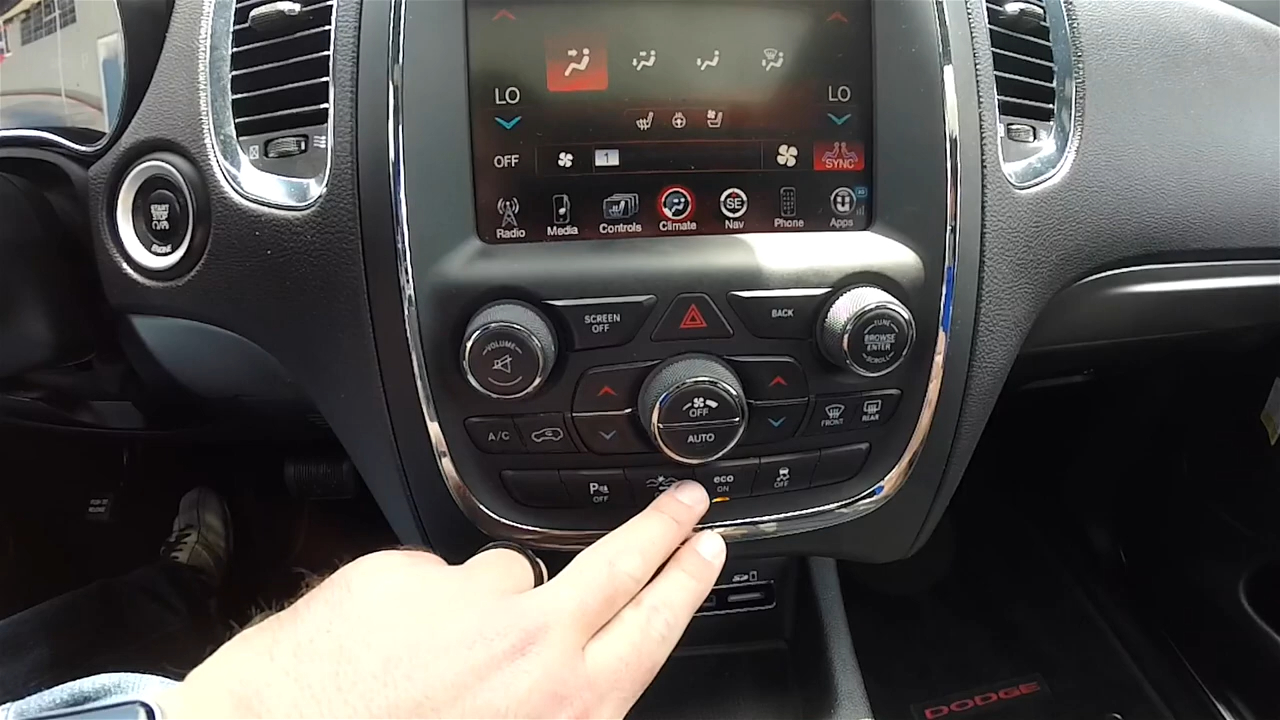 LO
LO
OFF
1
SYNC
Radio
Media
Controls
Climate
SE
Nav
Phone
Apps
START
STOP
ENGINE
SCREEN
OFF
BACK
VOLUME
TUNE
BROWSE
ENTER
SCROLL
OFF
AUTO
A/C
FRONT
REAR
P
OFF
eco
ON
OFF
DODGE